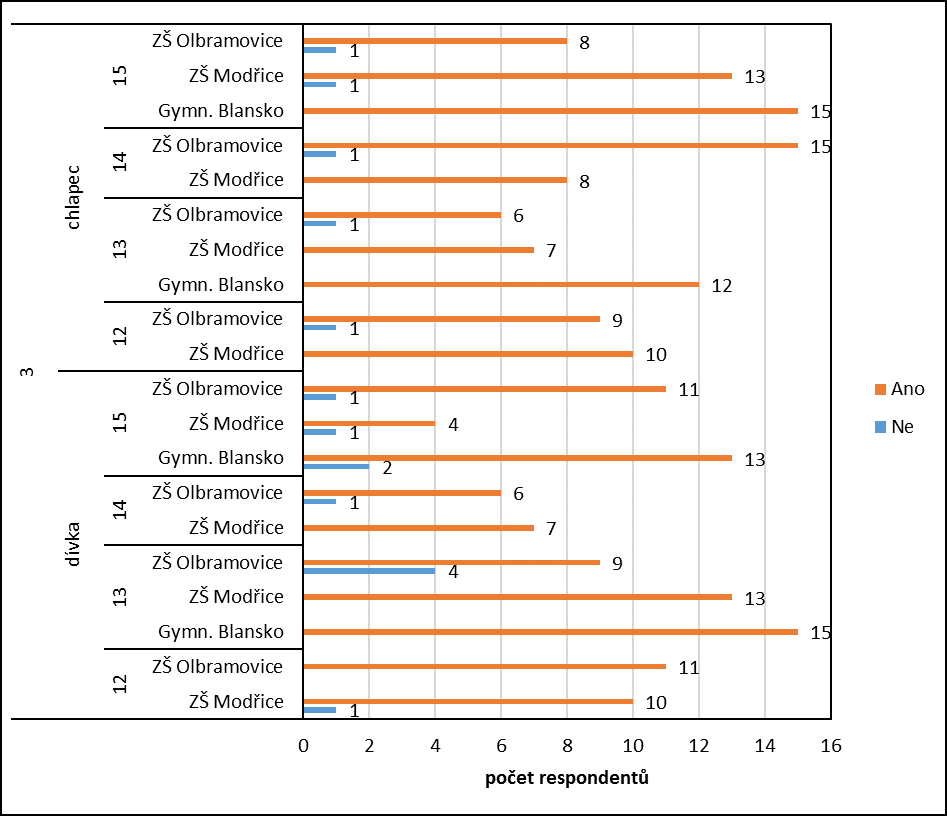 3
chlapec
15
ZŠ Olbramovice 8
1
ZŠ Modřice 13
1
Gymn. Blansko 15
14
ZŠ Olbramovice 15
1
ZŠ Modřice 8
13
ZŠ Olbramovice 6
1
ZŠ Modřice 7
Gymn. Blansko 12
12
ZŠ Olbramovice 9
1
ZŠ Modřice 10
dívka
15
ZŠ Olbramovice 11
1
ZŠ Modřice 4
1
Gymn. Blansko 13
2
14
ZŠ Olbramovice 6
1
ZŠ Modřice 7
13
ZŠ Olbramovice 9
4
ZŠ Modřice 13
Gymn. Blansko 15
12
ZŠ Olbramovice 11
ZŠ Modřice 10
1
0 2 4 6 8 10 12 14 16
počet respondentů
Ano
Ne